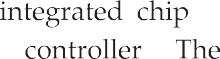 integrated chip
controller The